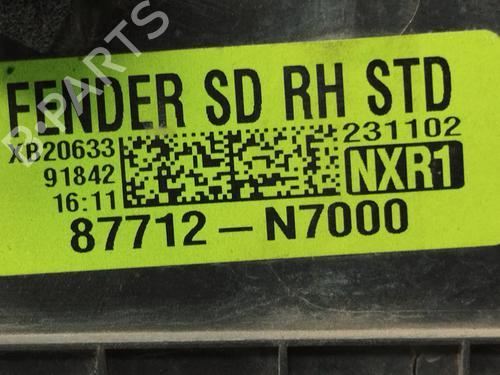 FENDER SD RH STD
XB20633
231102
91842
NXR1
16:11
87712-N7000
B-PARTS